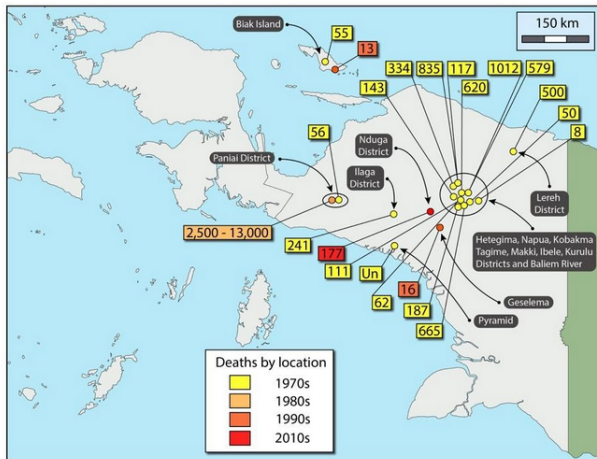 150 km
Biak Island
55
13
334
835
117
1012
579
143
620
500
50
8
56
Nduga
District
Paniai District
Ilaga
District
Lereh
District
2,500 - 13,000
241
177
111
Un
62
16
187
665
Hetegima, Napua, Kobakma
Tagime, Makki, Ibele, Kurulu
Districts and Baliem River
Geselema
Pyramid
Deaths by location
1970s
1980s
1990s
2010s